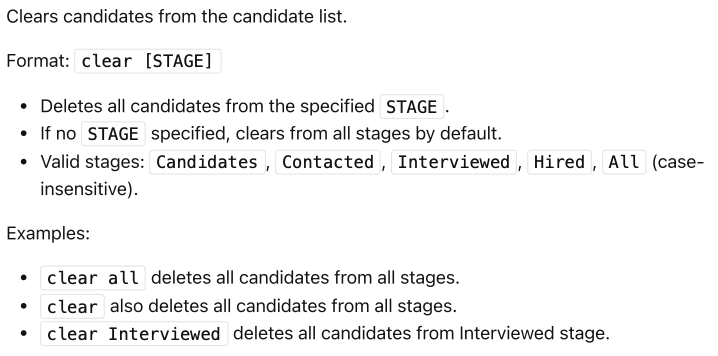 Clears candidates from the candidate list.
Format: clear [STAGE]
• Deletes all candidates from the specified STAGE.
• If no STAGE specified, clears from all stages by default.
• Valid stages: Candidates, Contacted, Interviewed, Hired, All (case-
insensitive).
Examples:
• clear all deletes all candidates from all stages.
• clear also deletes all candidates from all stages.
• clear Interviewed deletes all candidates from Interviewed stage.